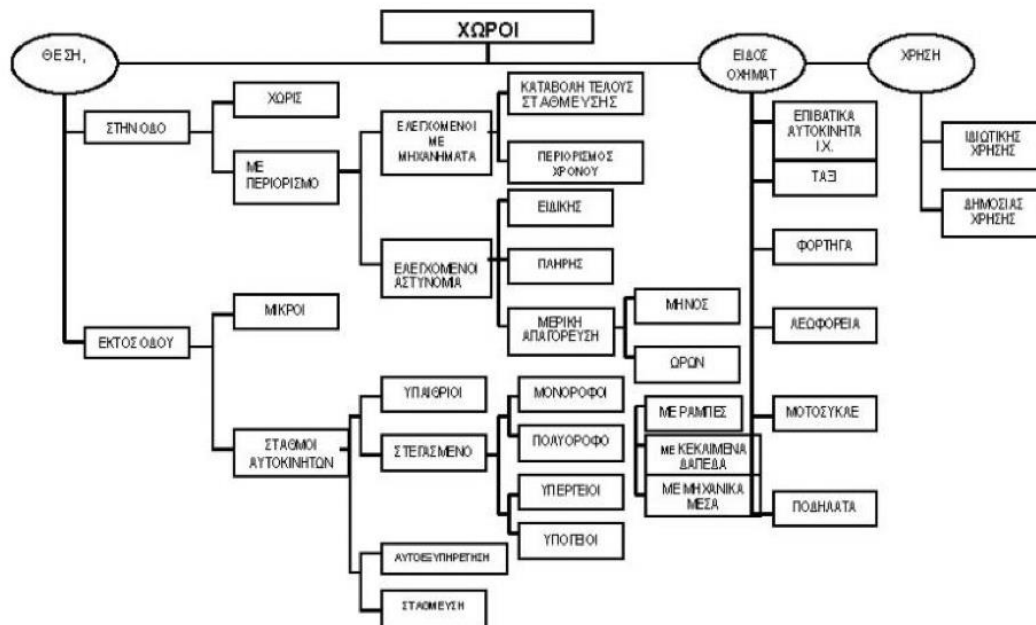 ΧΩΡΟΙ
ΘΕΣΗ,
ΕΙΔΟΣ
ΟΧΗΜΑΤ
ΧΡΗΣΗ
ΣΤΗΝ ΟΔΟ
ΧΩΡΙΣ
ΜΕ
ΠΕΡΙΟΡΙΣΜΟ
ΕΛΕΓΧΟΜΕΝΟΙ
ΜΕ
ΜΗΧΑΝΗΜΑΤΑ
ΚΑΤΑΒΟΛΗ ΤΕΛΟΥΣ
ΣΤΑΘΜΕΥΣΗΣ
ΠΕΡΙΟΡΙΣΜΟΣ
ΧΡΟΝΟΥ
ΕΛΕΓΧΟΜΕΝΟΙ
ΑΣΤΥΝΟΜΙΑ
ΕΙΔΙΚΗΣ
ΠΛΗΡΗΣ
ΜΕΡΙΚΗ
ΑΠΑΓΟΡΕΥΣΗ
ΜΗΝΟΣ
ΩΡΩΝ
ΕΚΤΟΣ ΟΔΟΥ
ΜΙΚΡΟΙ
ΣΤΑΘΜΟΙ
ΑΥΤΟΚΙΝΗΤΩΝ
ΥΠΑΙΘΡΙΟΙ
ΣΤΕΓΑΣΜΕΝΟ
ΜΟΝΟΡΟΦΟΙ
ΠΟΛΥΟΡΟΦΟ
ΥΠΕΡΓΕΙΟΙ
ΥΠΟΓΕΙΟΙ
ΜΕ ΡΑΜΠΕΣ
ΜΕ ΚΕΚΛΙΜΕΝΑ
ΔΑΠΕΔΑ
ΜΕ ΜΗΧΑΝΙΚΑ
ΜΕΣΑ
ΑΥΤΟΕΞΥΠΗΡΕΤΗΣΗ
ΣΤΑΘΜΕΥΣΗ
ΕΠΙΒΑΤΙΚΑ
ΑΥΤΟΚΙΝΗΤΑ
Ι.Χ.
ΤΑΞΙ
ΦΟΡΤΗΓΑ
ΛΕΩΦΟΡΕΙΑ
ΜΟΤΟΣΥΚΛΕ
ΠΟΔΗΛΑΤΑ
ΙΔΙΩΤΙΚΗΣ
ΧΡΗΣΗΣ
ΔΗΜΟΣΙΑΣ
ΧΡΗΣΗΣ